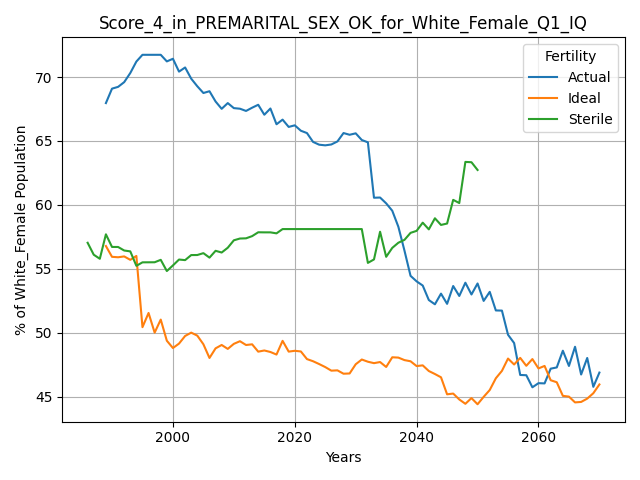 Score_4_in_PREMARITAL_SEX_OK_for_White_Female_Q1_IQ
Fertility
Actual
Ideal
Sterile
% of White_Female Population
70
65
60
55
50
45
2000
2020
2040
2060
Years